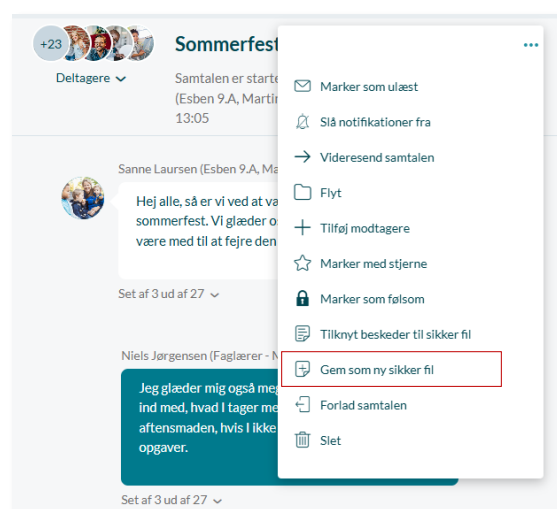 +23
Sommerfest
Deltagere
Samtalen er starte
(Esben 9.A, Martin
13:05
Sanne Laursen (Esben 9.A, Ma
Hej alle, så er vi ved at va
sommerfest. Vi glæder o
være med til at fejre den
Set af 3 ud af 27
Niels Jørgensen (Faglærer - N
Jeg glæder mig også meg
ind med, hvad I tager me
aftensmaden, hvis I ikke
opgaver.
Set af 3 ud af 27
...
Marker som ulæst
Slå notifikationer fra
Videresend samtalen
Flyt
Tilføj modtagere
Marker med stjerne
Marker som følsom
Tilknyt beskeder til sikker fil
Gem som ny sikker fil
Forlad samtalen
Slet